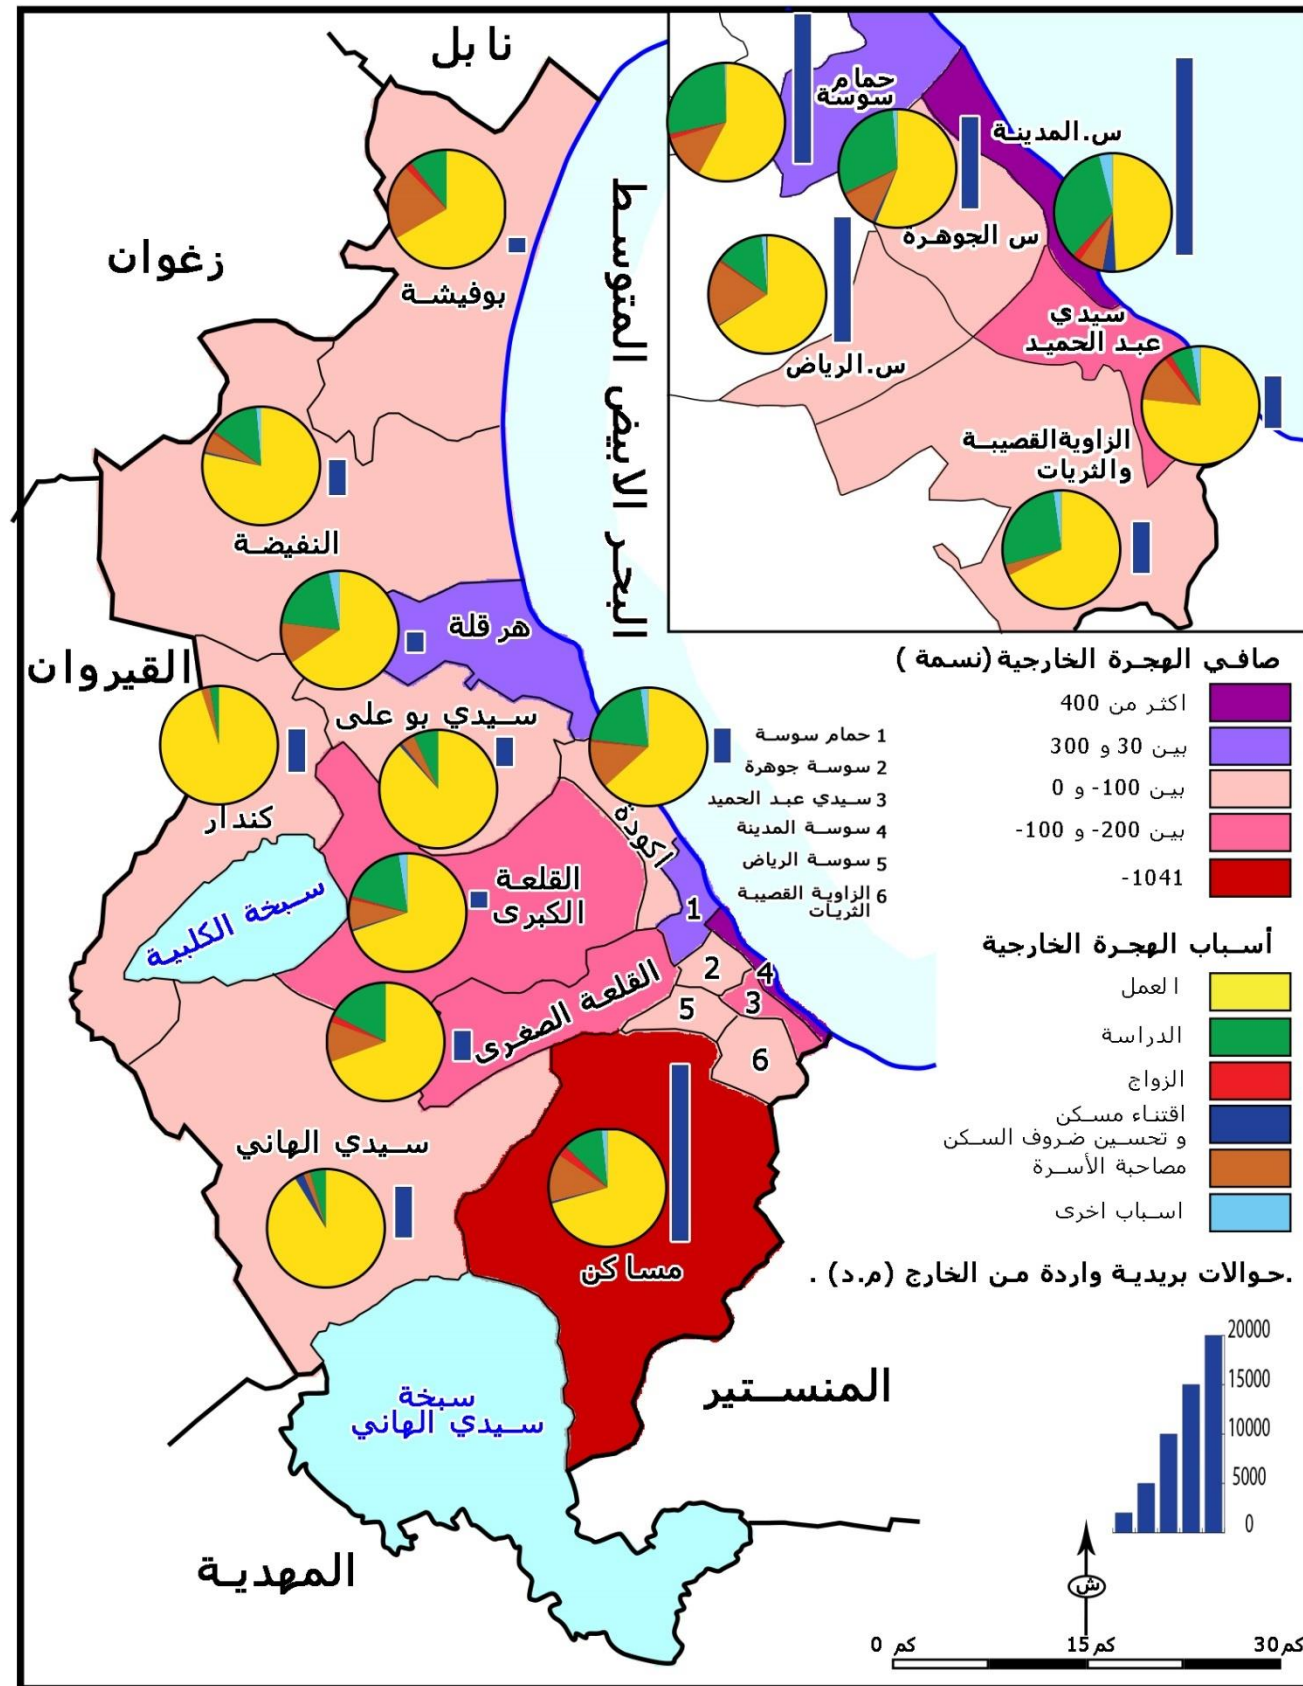 نابل
زغوان
القيروان
المهدية
المنستير
البحر الابيض المتوسط
بوفيشة
النفيضة
هرقلة
سيدي بو على
كندار
اكودة
سبخة الكلبية
القلعة
الكبرى
القلعة الصغرى
سيدي الهاني
مساكن
سبخة
سيدي الهاني
1
2
3
4
5
6
حمام
سوسة
س.المدينة
س الجوهرة
س.الرياض
سيدي
عبد الحميد
الزاوية القصيبة
والثريات
1 حمام سوسة
2 سوسة جوهرة
3 سيدي عبد الحميد
4 سوسة المدينة
5 سوسة الرياض
6 الزاوية القصيبة
الثريات
صافي الهجرة الخارجية (نسمة )
اكثر من 400
بين 30 و 300
بين 100- و 0
بين 200- و 100-
-1041
أسباب الهجرة الخارجية
العمل
الدراسة
الزواج
اقتناء مسكن
و تحسين ضروف السكن
مصاحبة الأسرة
اسباب اخرى
.حوالات بريدية واردة من الخارج (م.د) .
20000
15000
10000
5000
0
ش
0 كم
15كم
30كم